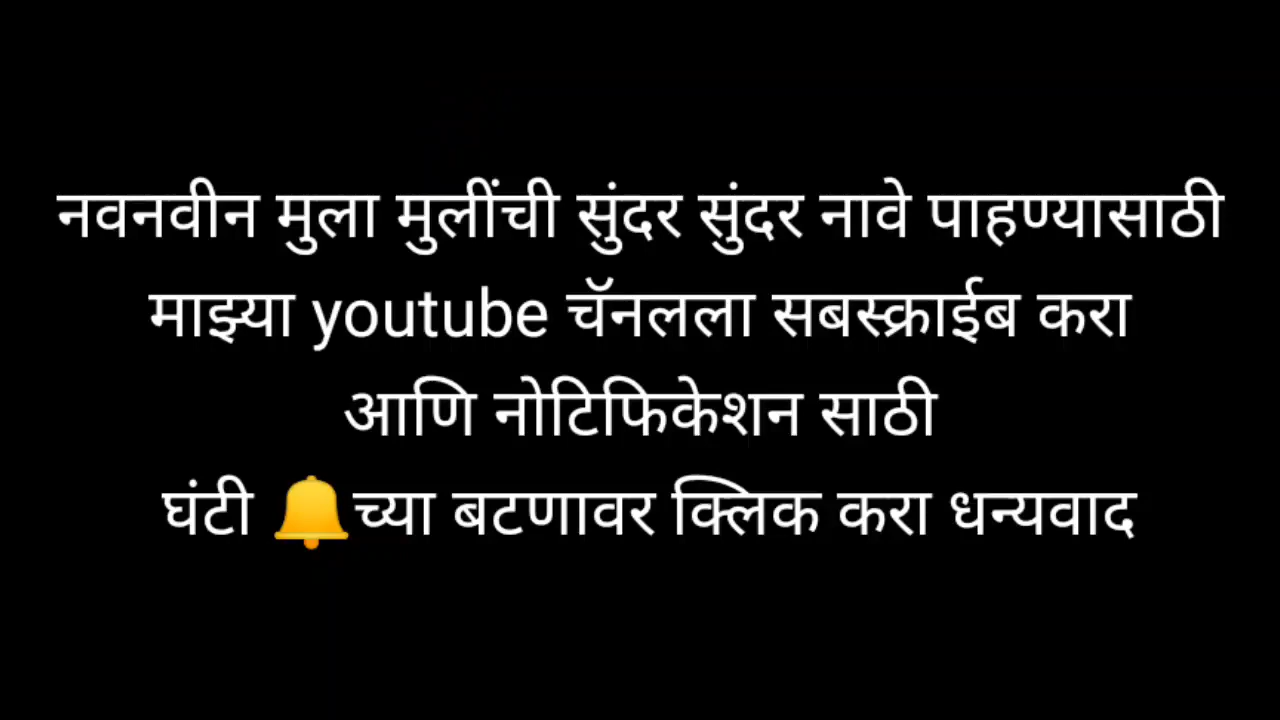 नवनवीन मुला मुलींची सुंदर सुंदर नावे पाहण्यासाठी
माझ्या youtube चॅनलला सबस्क्राईब करा
आणि नोटिफिकेशन साठी
घंटी 🔔च्या बटणावर क्लिक करा धन्यवाद